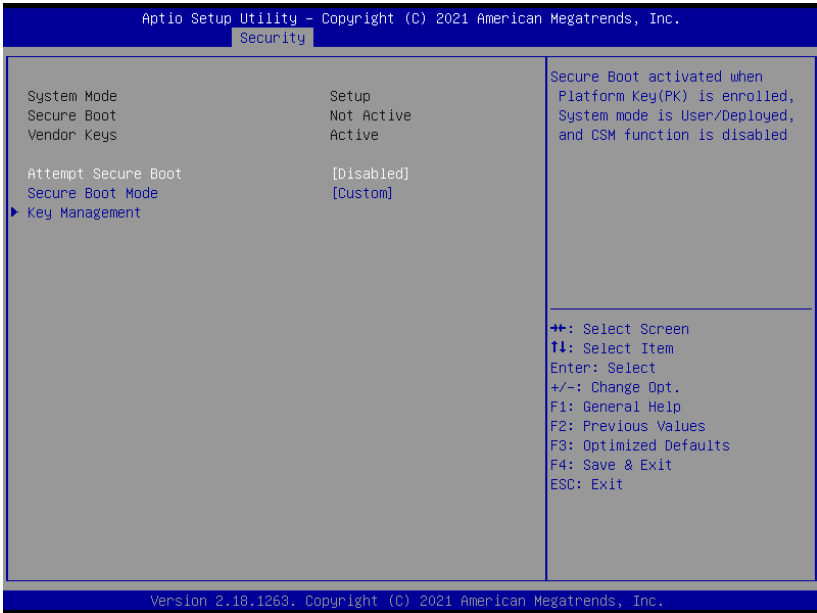 Aptio Setup Utility – Copyright (C) 2021 American Megatrends, Inc.
Security
System Mode Setup
Secure Boot Not Active
Vendor Keys Active
Attempt Secure Boot [Disabled]
Secure Boot Mode [Custom]
Key Management
Secure Boot activated when
Platform Key(PK) is enrolled,
System mode is User/Deployed,
and CSM function is disabled
→←: Select Screen
↑↓: Select Item
Enter: Select
+/-: Change Opt.
F1: General Help
F2: Previous Values
F3: Optimized Defaults
F4: Save & Exit
ESC: Exit
Version 2.18.1263. Copyright (C) 2021 American Megatrends, Inc.